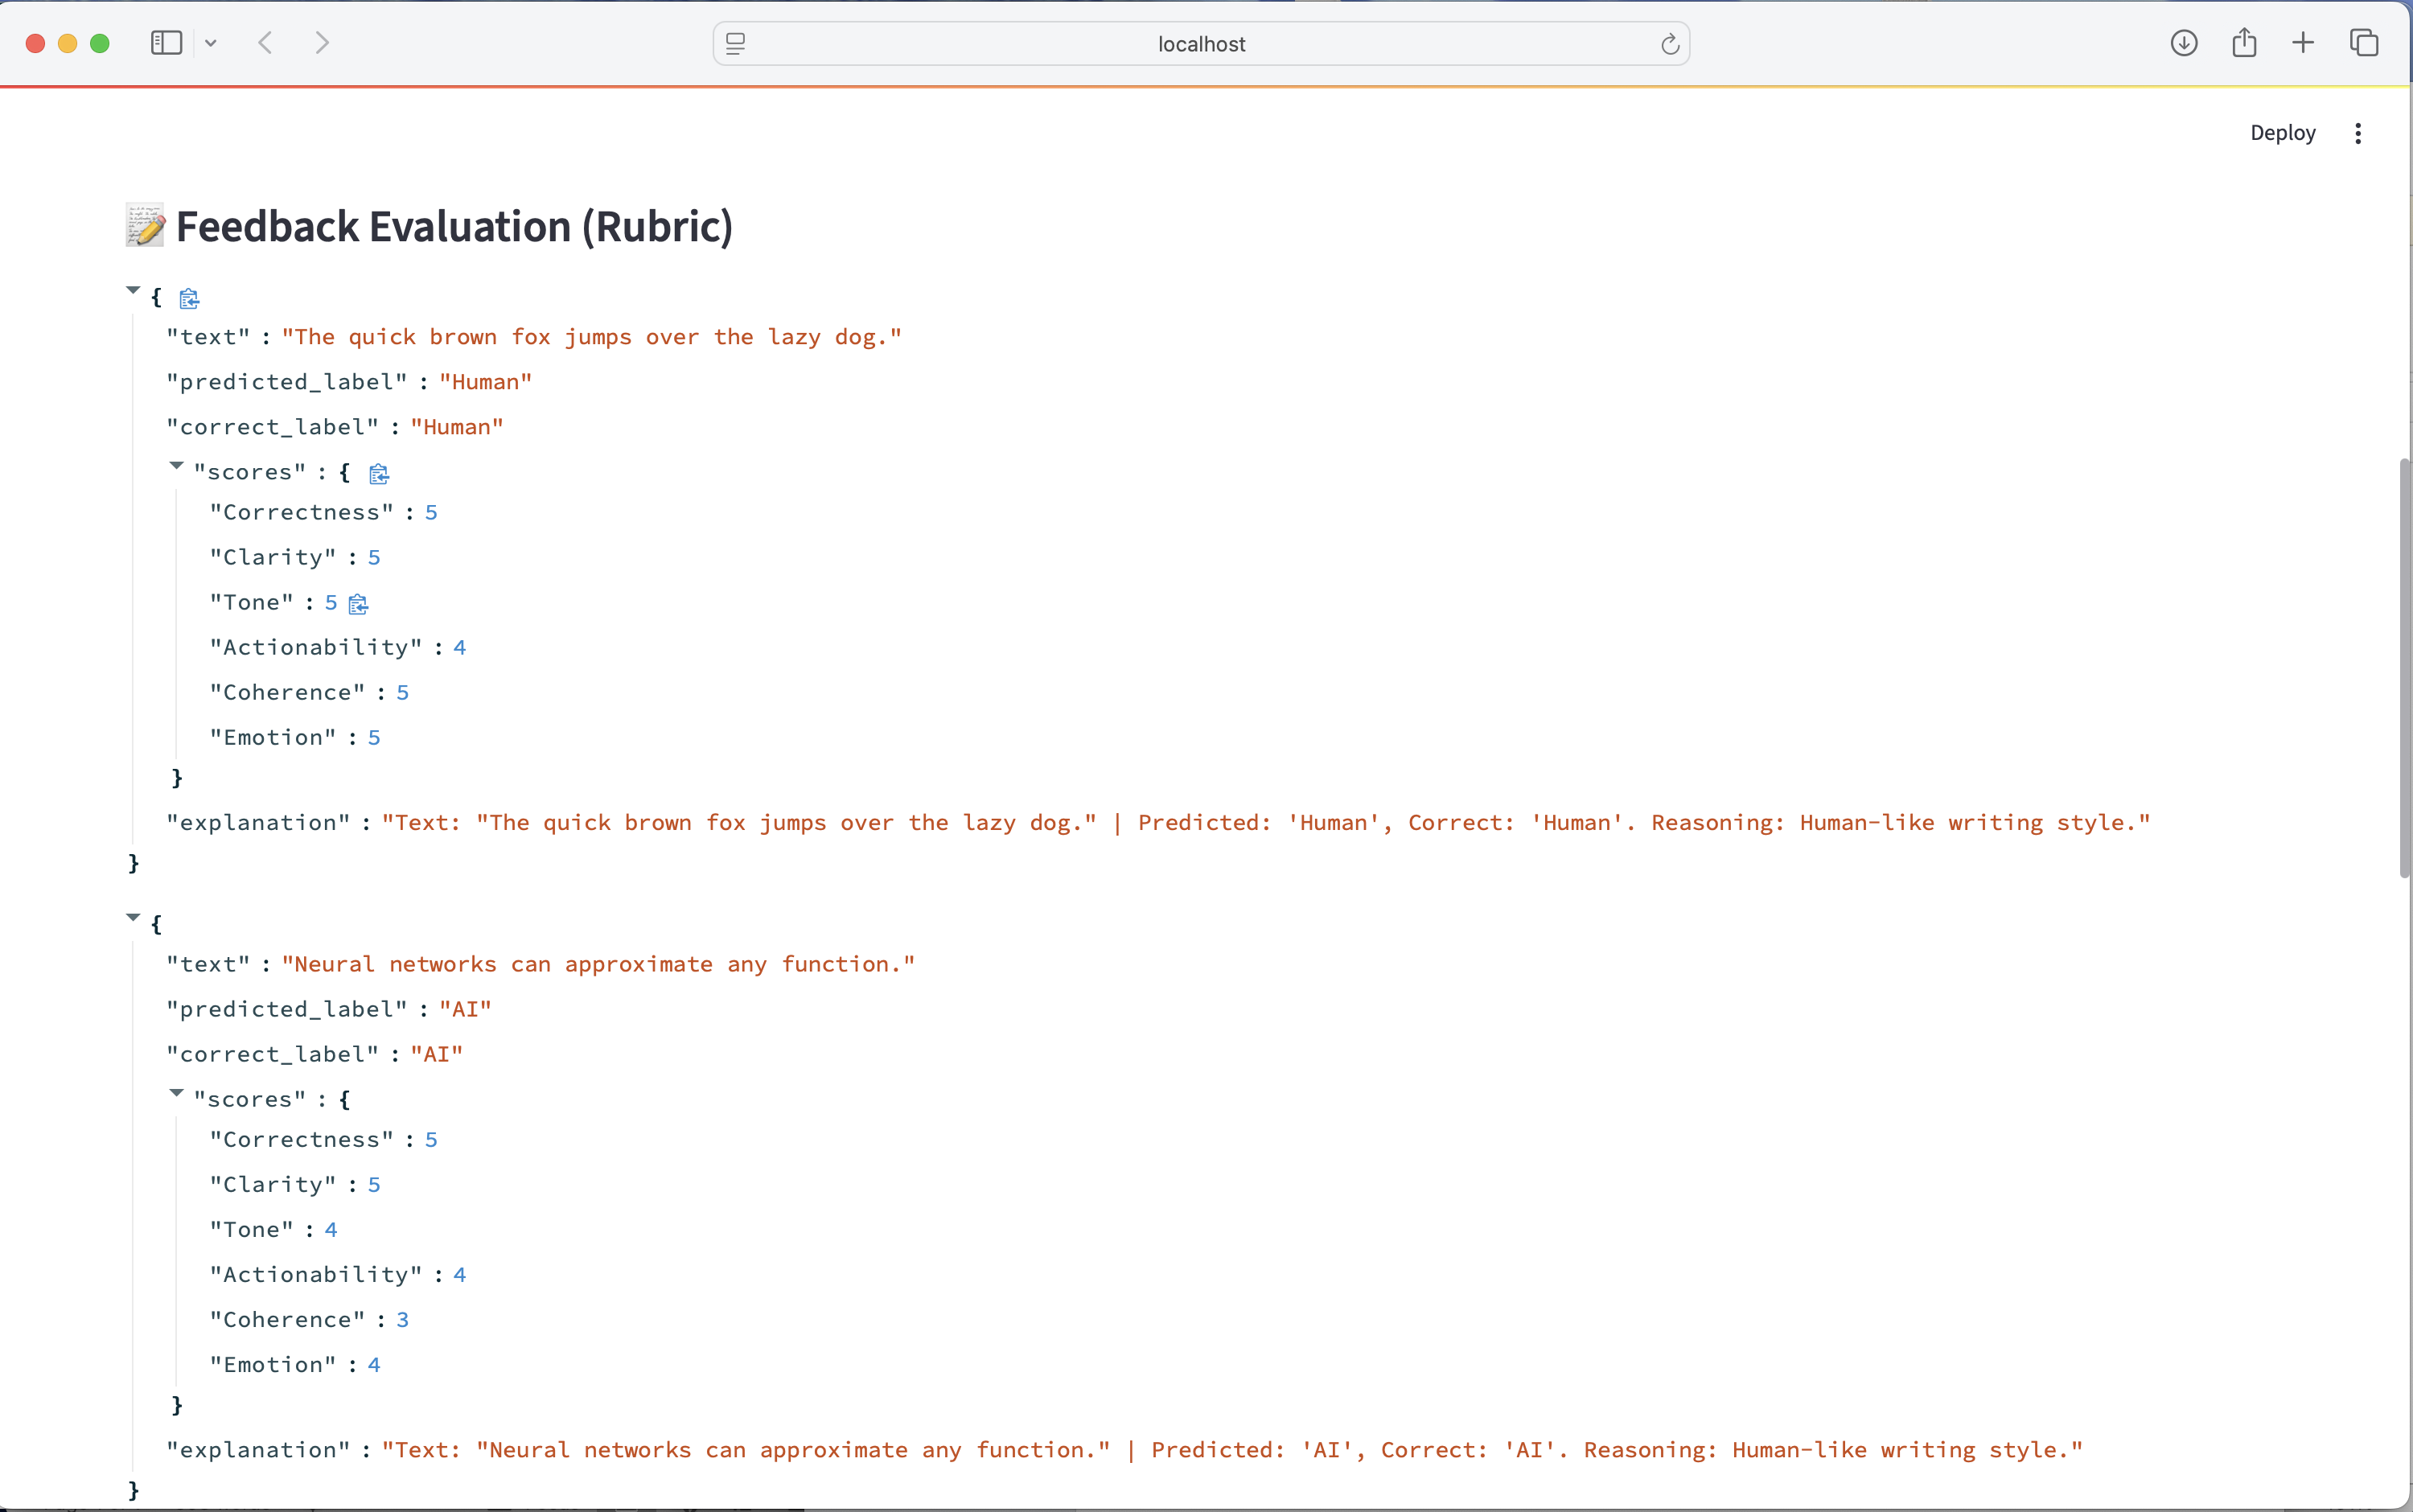 localhost
Deploy
Feedback Evaluation (Rubric)
{
"text" : "The quick brown fox jumps over the lazy dog."
"predicted_label" : "Human"
"correct_label" : "Human"
"scores" : {
"Correctness" : 5
"Clarity" : 5
"Tone" : 5
"Actionability" : 4
"Coherence" : 5
"Emotion" : 5
}
"explanation" : "Text: "The quick brown fox jumps over the lazy dog." | Predicted: 'Human', Correct: 'Human'. Reasoning: Human-like writing style."
}
{
"text" : "Neural networks can approximate any function."
"predicted_label" : "AI"
"correct_label" : "AI"
"scores" : {
"Correctness" : 5
"Clarity" : 5
"Tone" : 4
"Actionability" : 4
"Coherence" : 3
"Emotion" : 4
}
"explanation" : "Text: "Neural networks can approximate any function." | Predicted: 'AI', Correct: 'AI'. Reasoning: Human-like writing style."
}